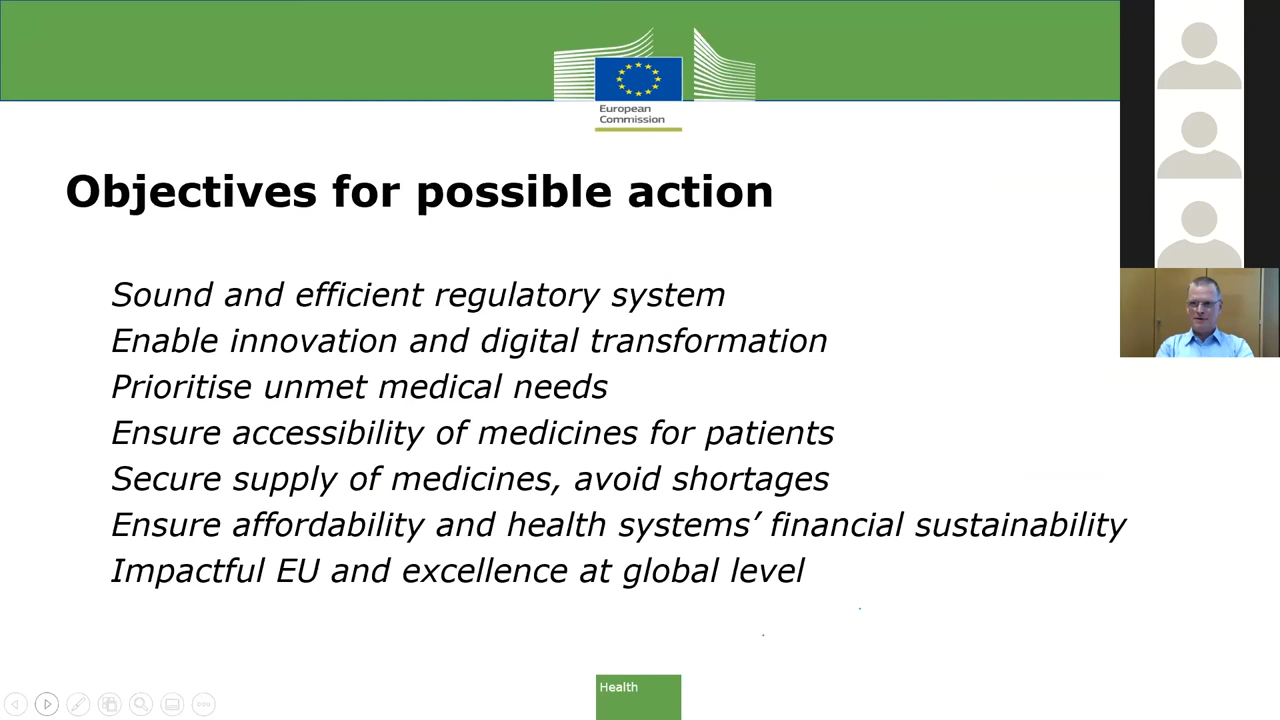 European
Commission
Objectives for possible action
Sound and efficient regulatory system
Enable innovation and digital transformation
Prioritise unmet medical needs
Ensure accessibility of medicines for patients
Secure supply of medicines, avoid shortages
Ensure affordability and health systems’ financial sustainability
Impactful EU and excellence at global level
Health